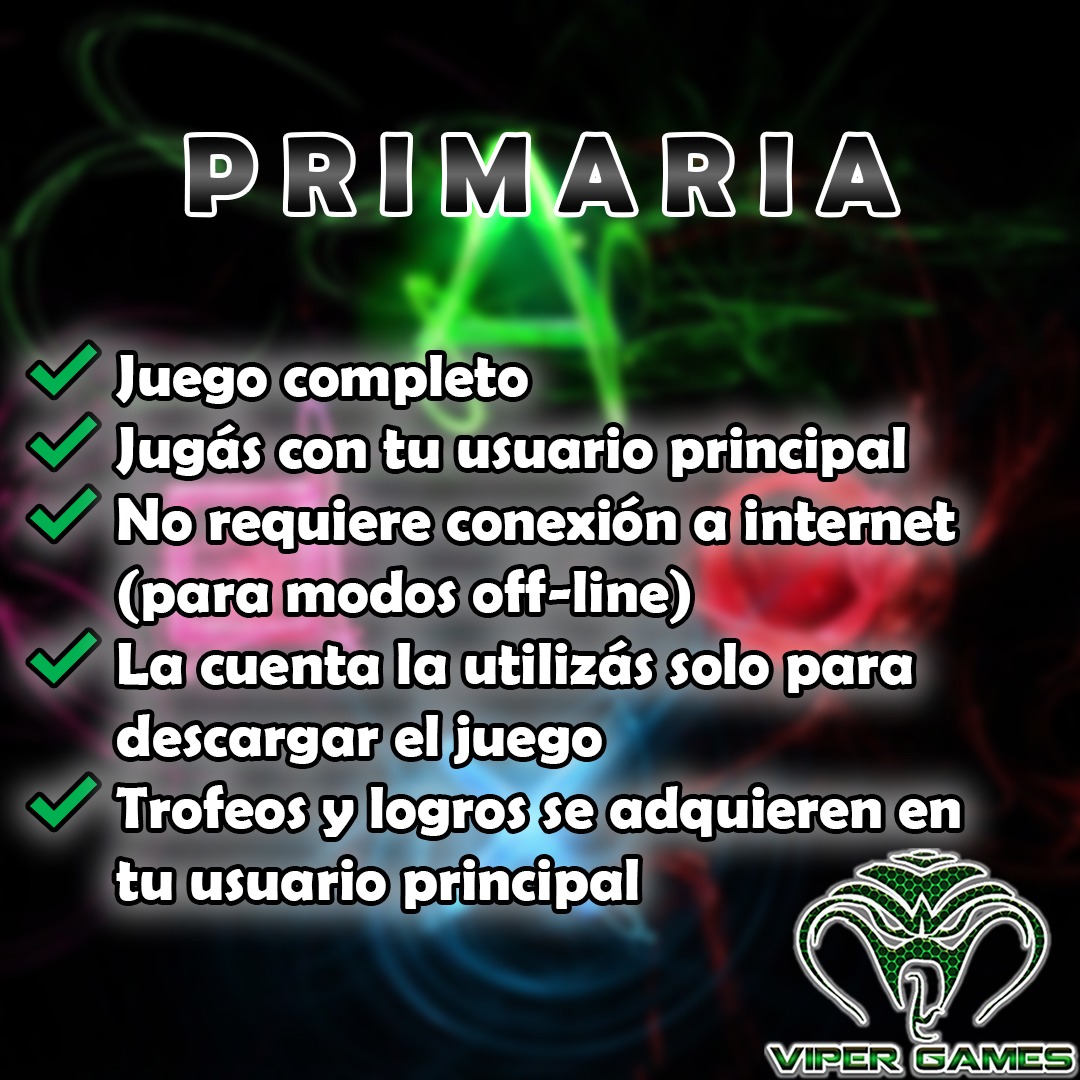 PRIMARIA
Juego completo
Jugás con tu usuario principal
No requiere conexión a internet
(para modos off-line)
La cuenta la utilizás solo para
descargar el juego
Trofeos y logros se adquieren en
tu usuario principal
VIPER GAMES